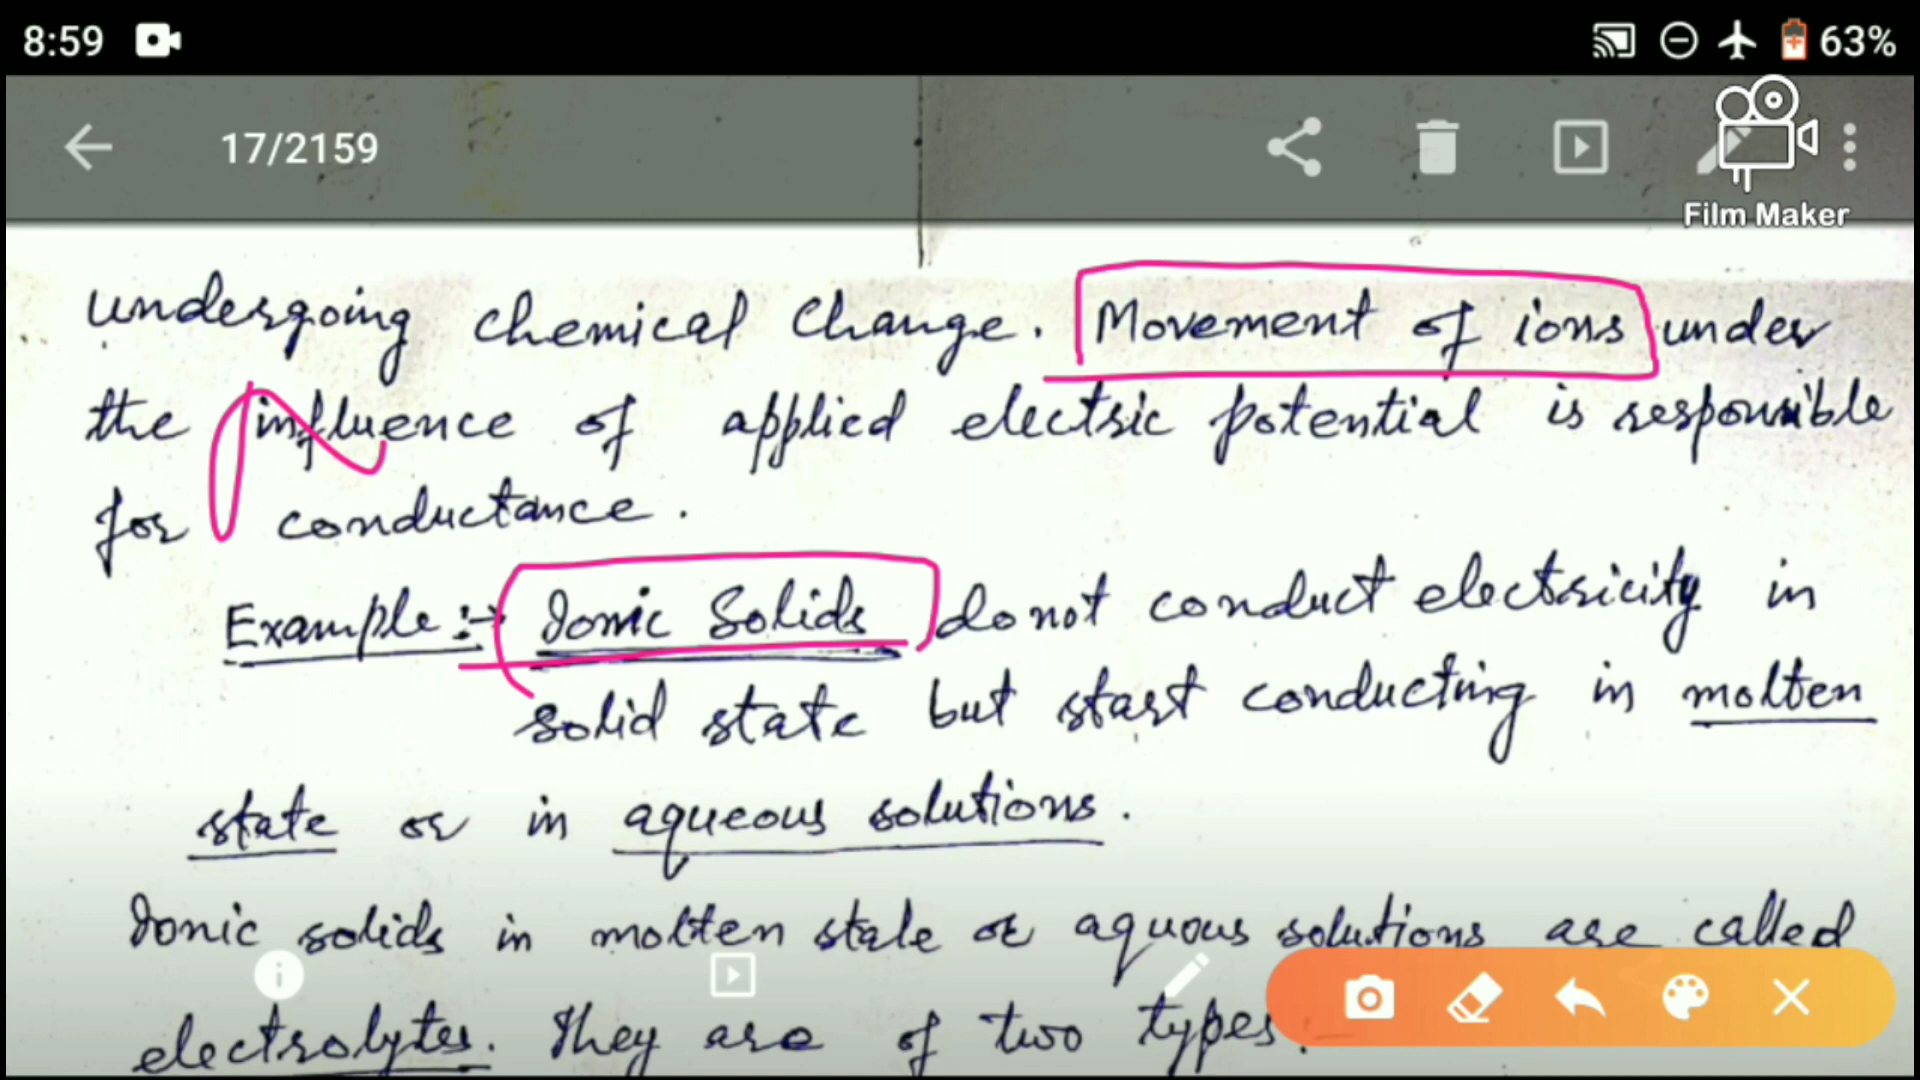 8:59
63%
17/2159
Film Maker
undergoing chemical change. Movement of ions under
the influence of applied electric potential is responsible
for conductance.
Example :→ Ionic Solids do not conduct electricity in
solid state but start conducting in molten
state or in aqueous solutions.
Ionic solids in molten state or aquous solutions are called
electrolytes. They are of two types:-